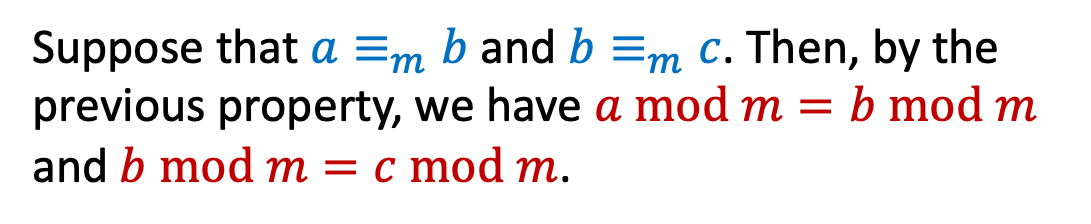 Suppose that a ≡ₘ b and b ≡ₘ c. Then, by the
previous property, we have a mod m = b mod m
and b mod m = c mod m.